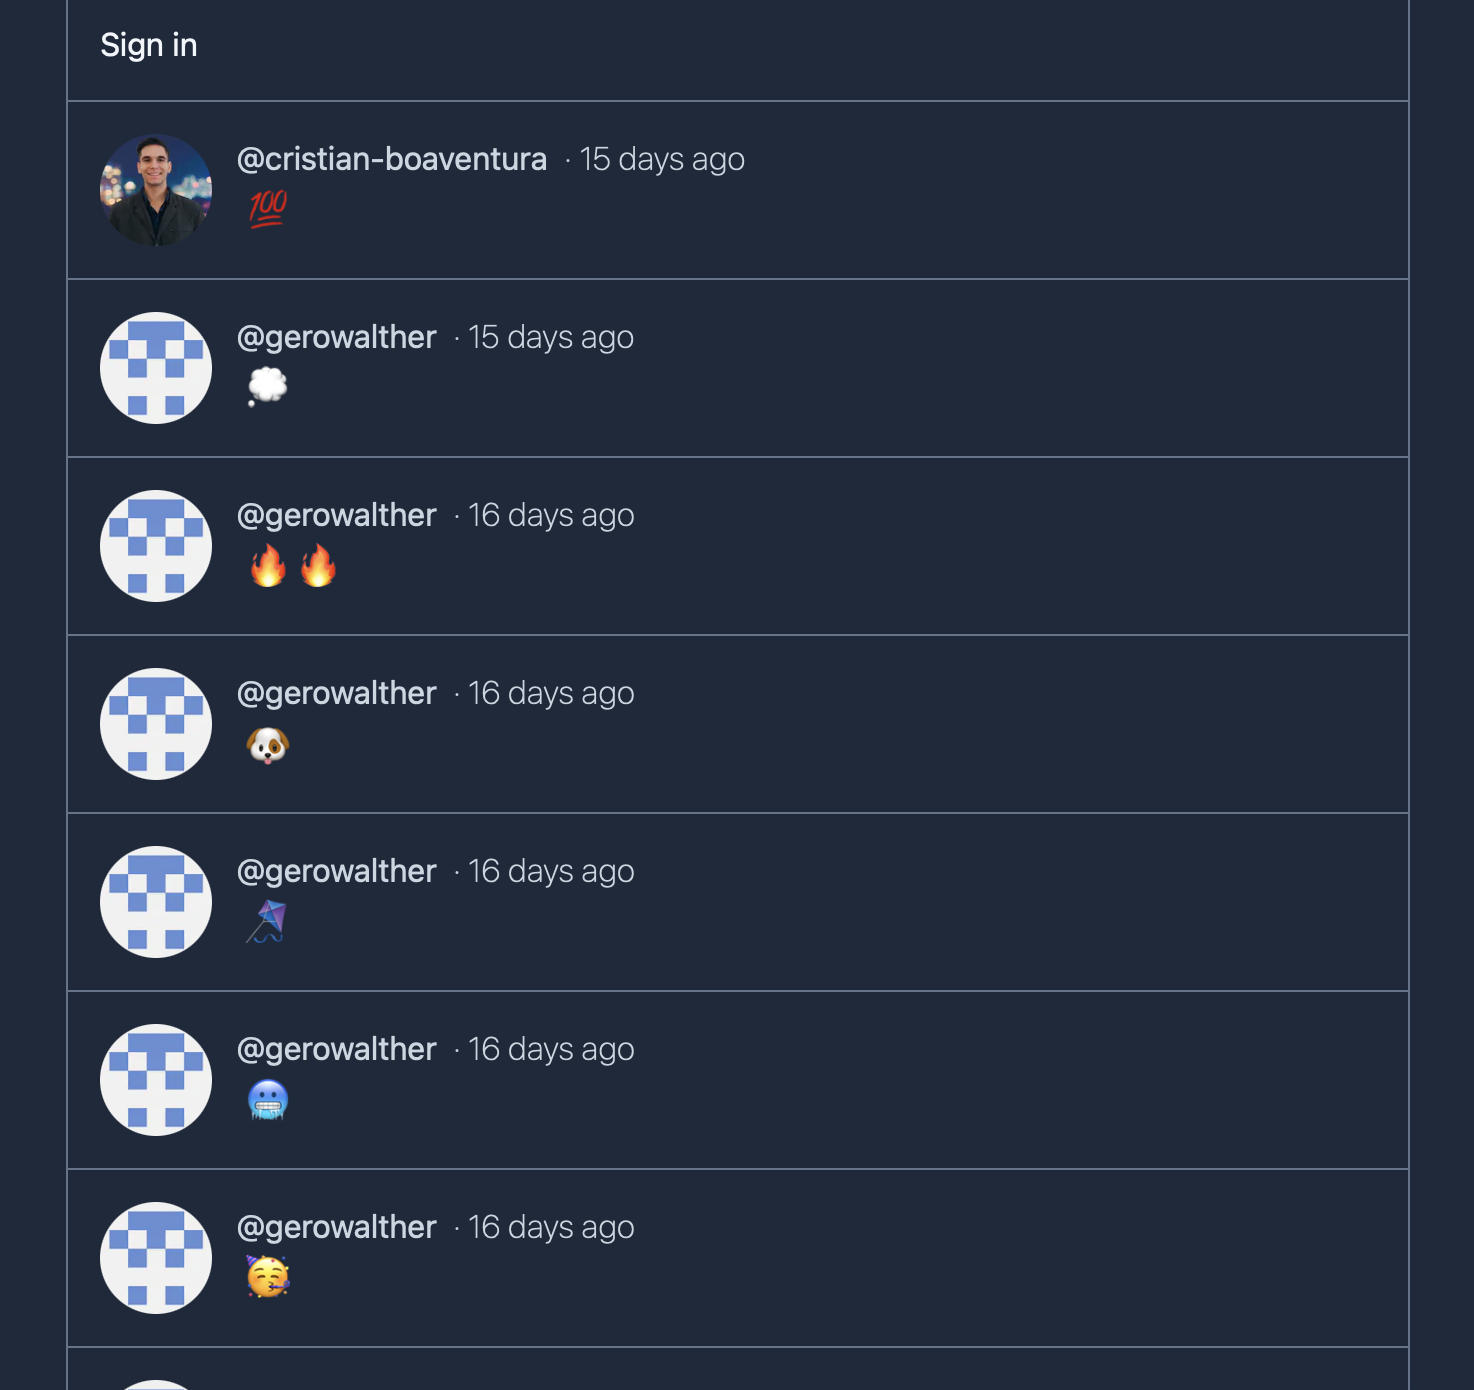 Sign in
@cristian-boaventura · 15 days ago
💯
@gerowalther · 15 days ago
💭
@gerowalther · 16 days ago
🔥🔥
@gerowalther · 16 days ago
🐶
@gerowalther · 16 days ago
🪁
@gerowalther · 16 days ago
🥶
@gerowalther · 16 days ago
🥳